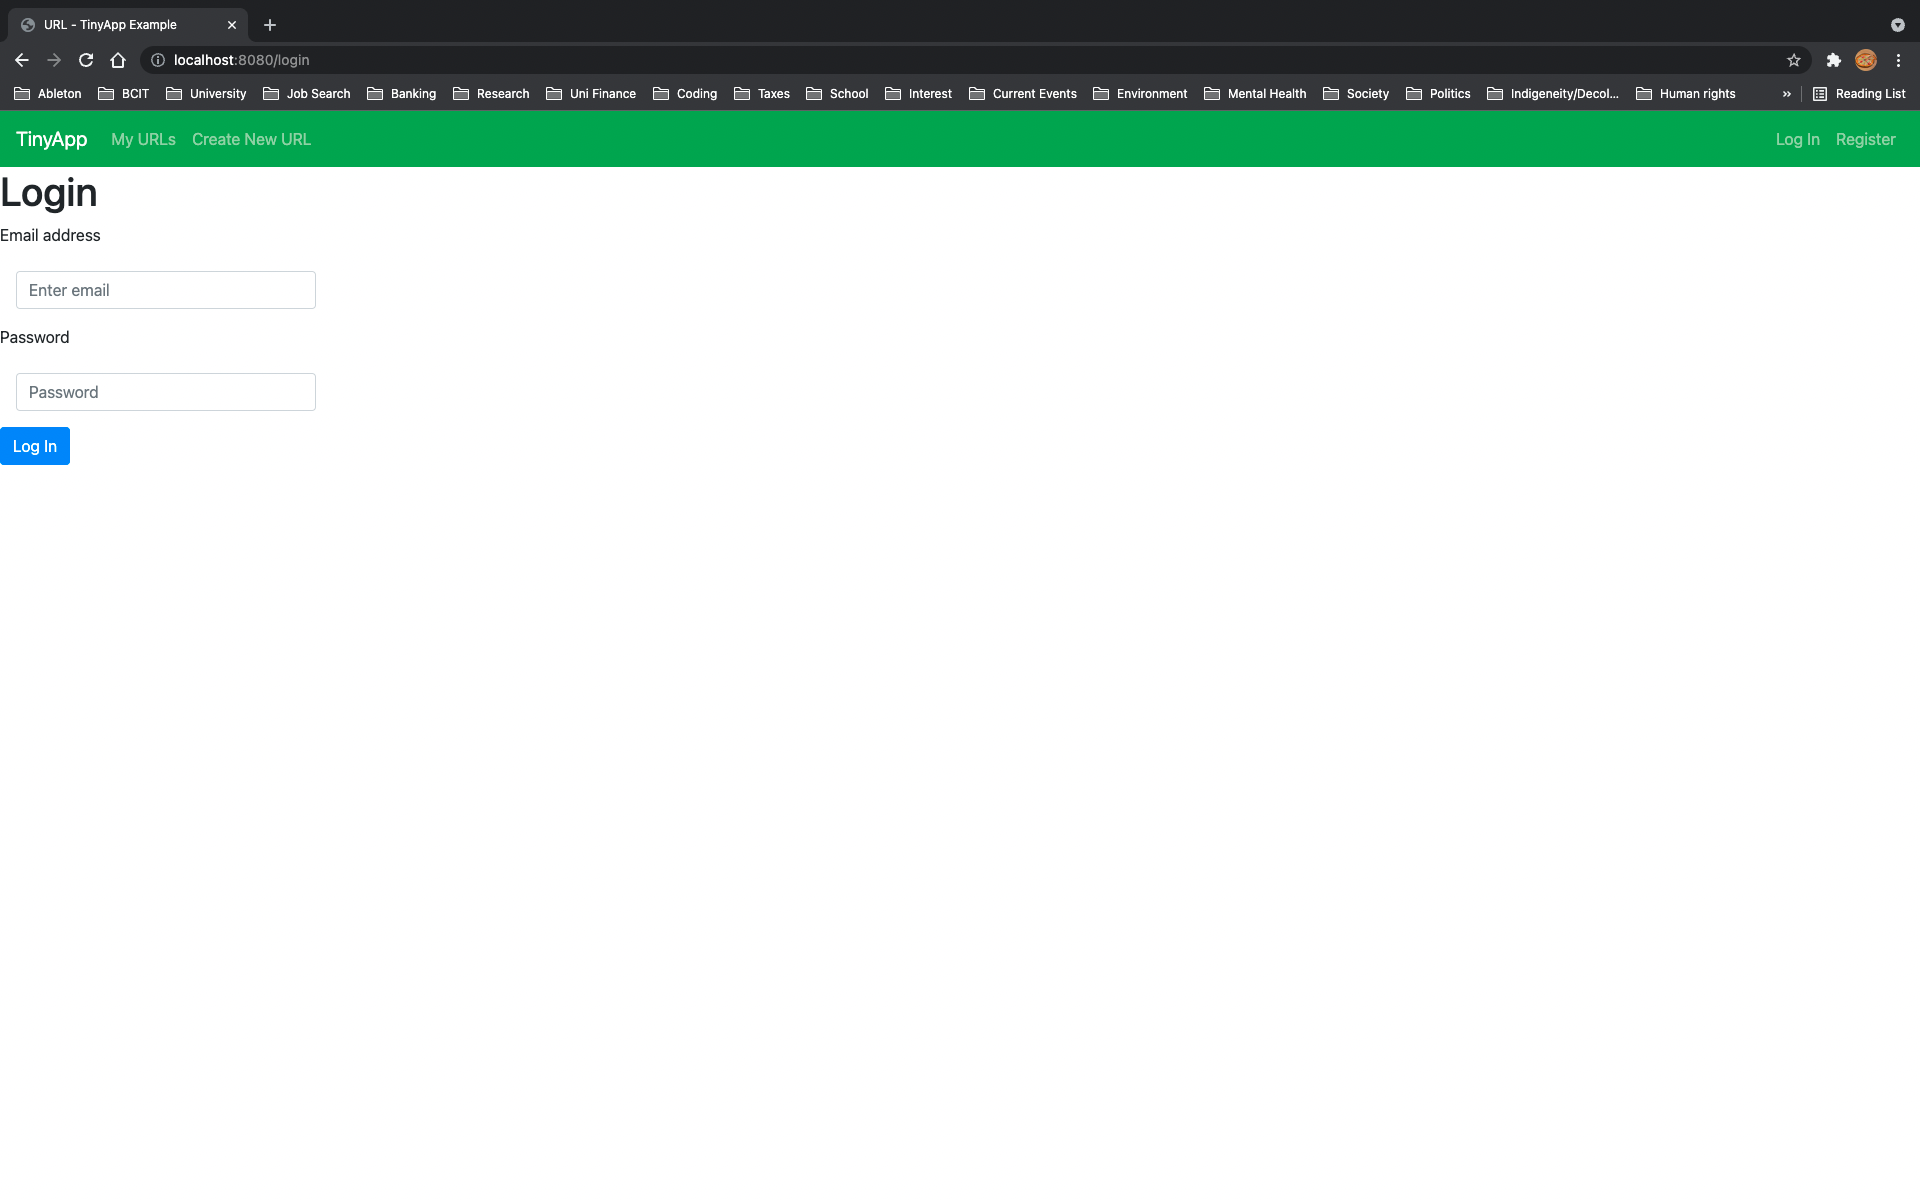 URL - TinyApp Example
localhost:8080/login
Ableton BCIT University Job Search Banking Research Uni Finance Coding Taxes School Interest Current Events Environment Mental Health Society Politics Indigeneity/Decol... Human rights » Reading List
TinyApp My URLs Create New URL Log In Register
Login
Email address
Enter email
Password
Password
Log In